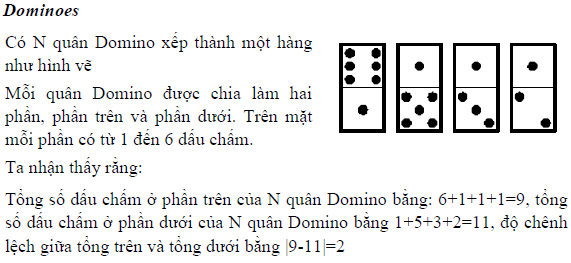 Dominoes
Có N quân Domino xếp thành một hàng
như hình vẽ
Mỗi quân Domino được chia làm hai
phần, phần trên và phần dưới. Trên mặt
mỗi phần có từ 1 đến 6 dấu chấm.
Ta nhận thấy rằng:
Tổng số dấu chấm ở phần trên của N quân Domino bằng: 6+1+1+1=9, tổng
số dấu chấm ở phần dưới của N quân Domino bằng 1+5+3+2=11, độ chênh
lệch giữa tổng trên và tổng dưới bằng |9-11|=2